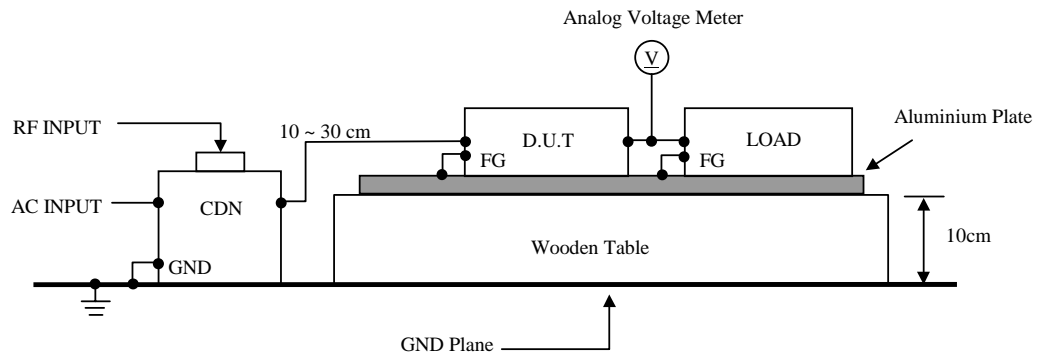 Analog Voltage Meter
V
RF INPUT
10 ~ 30 cm
D.U.T
LOAD
Aluminium Plate
FG
FG
AC INPUT
CDN
Wooden Table
10cm
GND
GND Plane